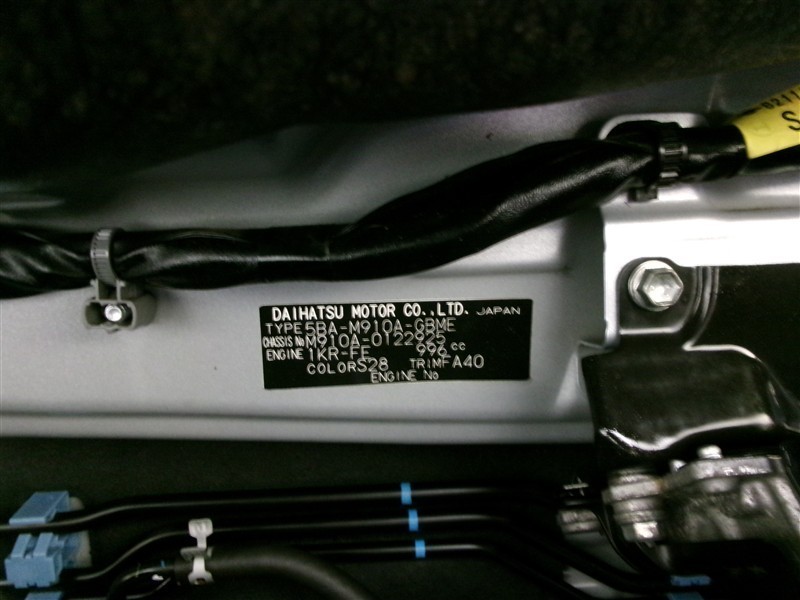 DAIHATSU MOTOR CO.,LTD. JAPAN
TYPE 5BA-M910A-GBME
CHASSIS No M910A-0122925
ENGINE 1KR-FE 996 cc
COLOR S28 TRIM FA40
ENGINE No
S